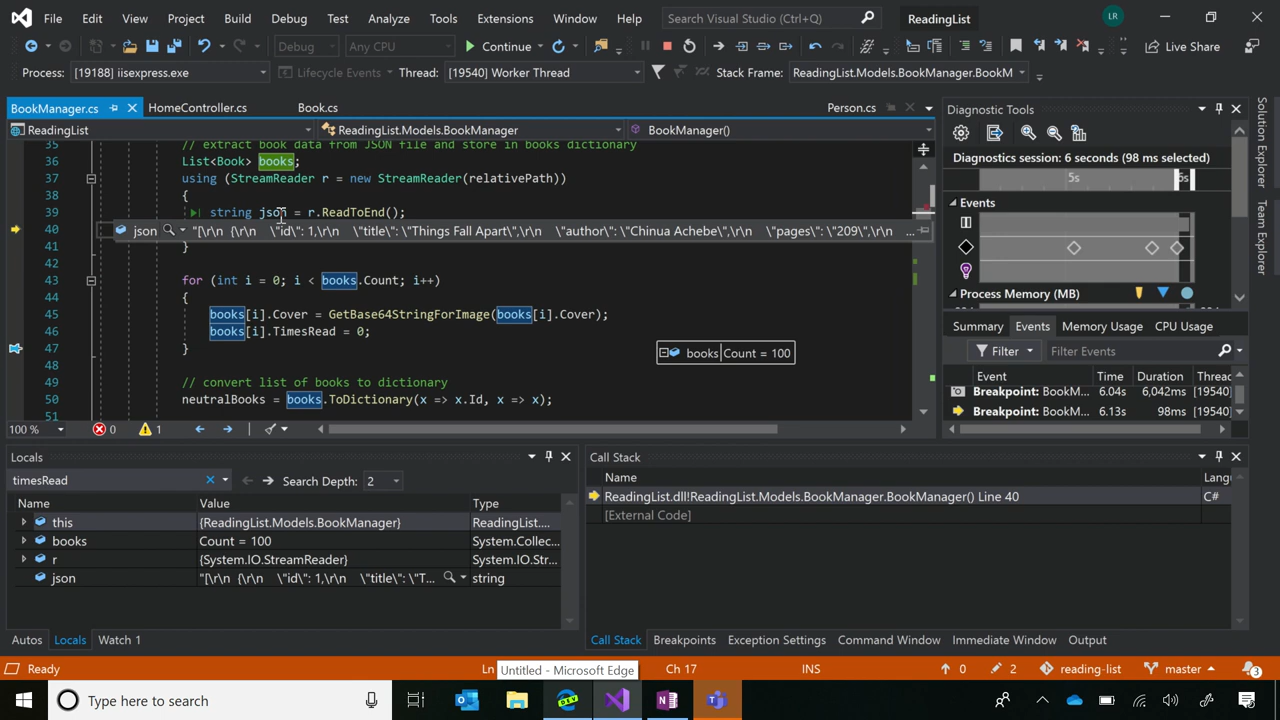 File Edit View Project Build Debug Test Analyze Tools Extensions Window Help Search Visual Studio (Ctrl+Q) ReadingList LR
Debug Any CPU Continue Live Share
Process: [19188] iisexpress.exe Lifecycle Events Thread: [19540] Worker Thread Stack Frame: ReadingList.Models.BookManager.BookM
BookManager.cs HomeController.cs Book.cs Person.cs
ReadingList ReadingList.Models.BookManager BookManager()
35 // extract book data from JSON file and store in books dictionary
36 List<Book> books;
37 using (StreamReader r = new StreamReader(relativePath))
38 {
39 string json = r.ReadToEnd();
40 json "[\r\n {\r\n \"id\": 1,\r\n \"title\": \"Things Fall Apart\",\r\n \"author\": \"Chinua Achebe\",\r\n \"pages\": \"209\",\r\n ...
41 }
42
43 for (int i = 0; i < books.Count; i++)
44 {
45 books[i].Cover = GetBase64StringForImage(books[i].Cover);
46 books[i].TimesRead = 0;
47 }
books Count = 100
48
49 // convert list of books to dictionary
50 neutralBooks = books.ToDictionary(x => x.Id, x => x);
51
100 % 0 1
Diagnostic Tools
Diagnostics session: 6 seconds (98 ms selected)
5s 6s
Events
Process Memory (MB)
Summary Events Memory Usage CPU Usage
Filter Filter Events
Event Time Duration Thread
Breakpoint: BookM... 6.04s 6,042ms [19540]
Breakpoint: BookM... 6.13s 98ms [19540]
Solution Explorer
Team Explorer
Locals
timesRead Search Depth: 2
Name Value Type
this {ReadingList.Models.BookManager} ReadingList....
books Count = 100 System.Collec...
r {System.IO.StreamReader} System.IO.Str...
json "[\r\n {\r\n \"id\": 1,\r\n \"title\": \"T... string
Autos Locals Watch 1
Call Stack
Name Langu
ReadingList.dll!ReadingList.Models.BookManager.BookManager() Line 40 C#
[External Code]
Call Stack Breakpoints Exception Settings Command Window Immediate Window Output
Ready Ln Ch 17 INS 0 2 reading-list master 3
Untitled - Microsoft Edge
Type here to search DEV